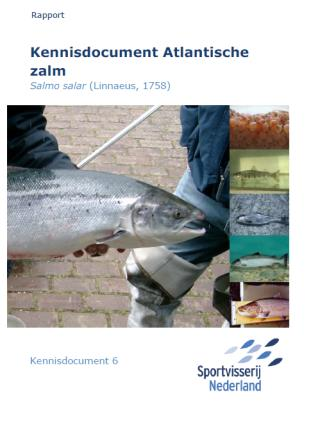 Rapport
Kennisdocument Atlantische
zalm
Salmo salar (Linnaeus, 1758)
Kennisdocument 6
Sportvisserij
Nederland